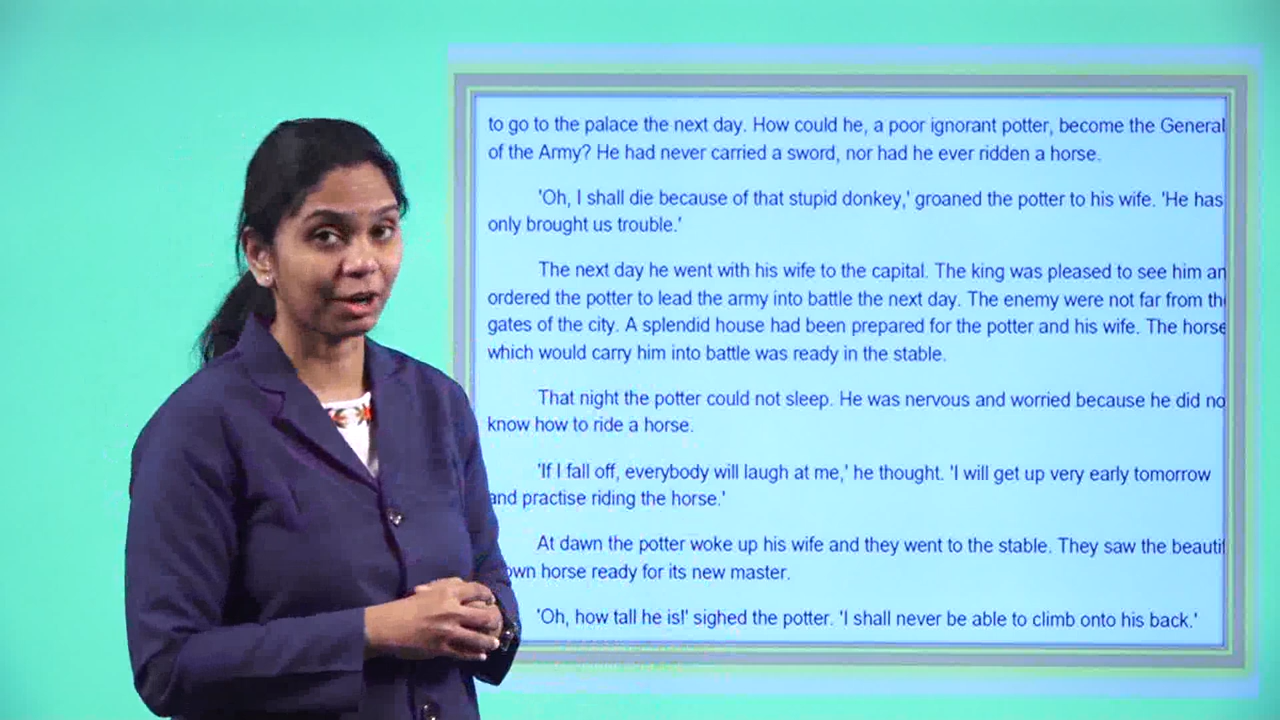 to go to the palace the next day. How could he, a poor ignorant potter, become the General
of the Army? He had never carried a sword, nor had he ever ridden a horse.
'Oh, I shall die because of that stupid donkey,' groaned the potter to his wife. 'He has
only brought us trouble.'
The next day he went with his wife to the capital. The king was pleased to see him an
ordered the potter to lead the army into battle the next day. The enemy were not far from th
gates of the city. A splendid house had been prepared for the potter and his wife. The horse
which would carry him into battle was ready in the stable.
That night the potter could not sleep. He was nervous and worried because he did no
know how to ride a horse.
'If I fall off, everybody will laugh at me,' he thought. 'I will get up very early tomorrow
and practise riding the horse.'
At dawn the potter woke up his wife and they went to the stable. They saw the beautif
own horse ready for its new master.
'Oh, how tall he is!' sighed the potter. 'I shall never be able to climb onto his back.'